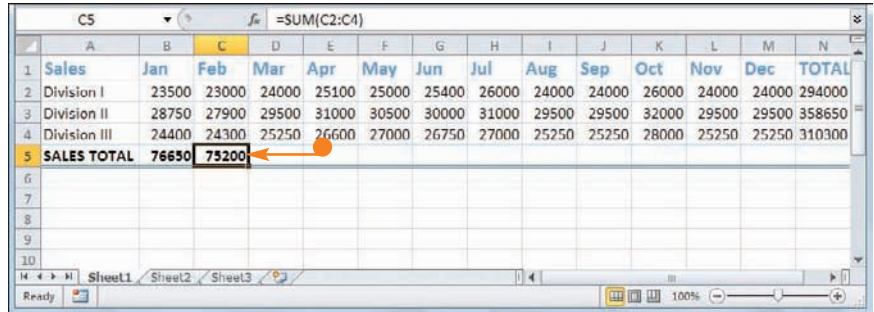 C5 fx =SUM(C2:C4)
A B C D E F G H I J K L M N
1 Sales Jan Feb Mar Apr May Jun Jul Aug Sep Oct Nov Dec TOTAL
2 Division I 23500 23000 24000 25100 25000 25400 26000 24000 24000 26000 24000 24000 294000
3 Division II 28750 27900 29500 31000 30500 30000 31000 29500 29500 32000 29500 29500 358650
4 Division III 24400 24300 25250 26600 27000 26750 27000 25250 25250 28000 25250 25250 310300
5 SALES TOTAL 76650 75200
6
7
8
9
10
Sheet1 Sheet2 Sheet3
Ready 100%